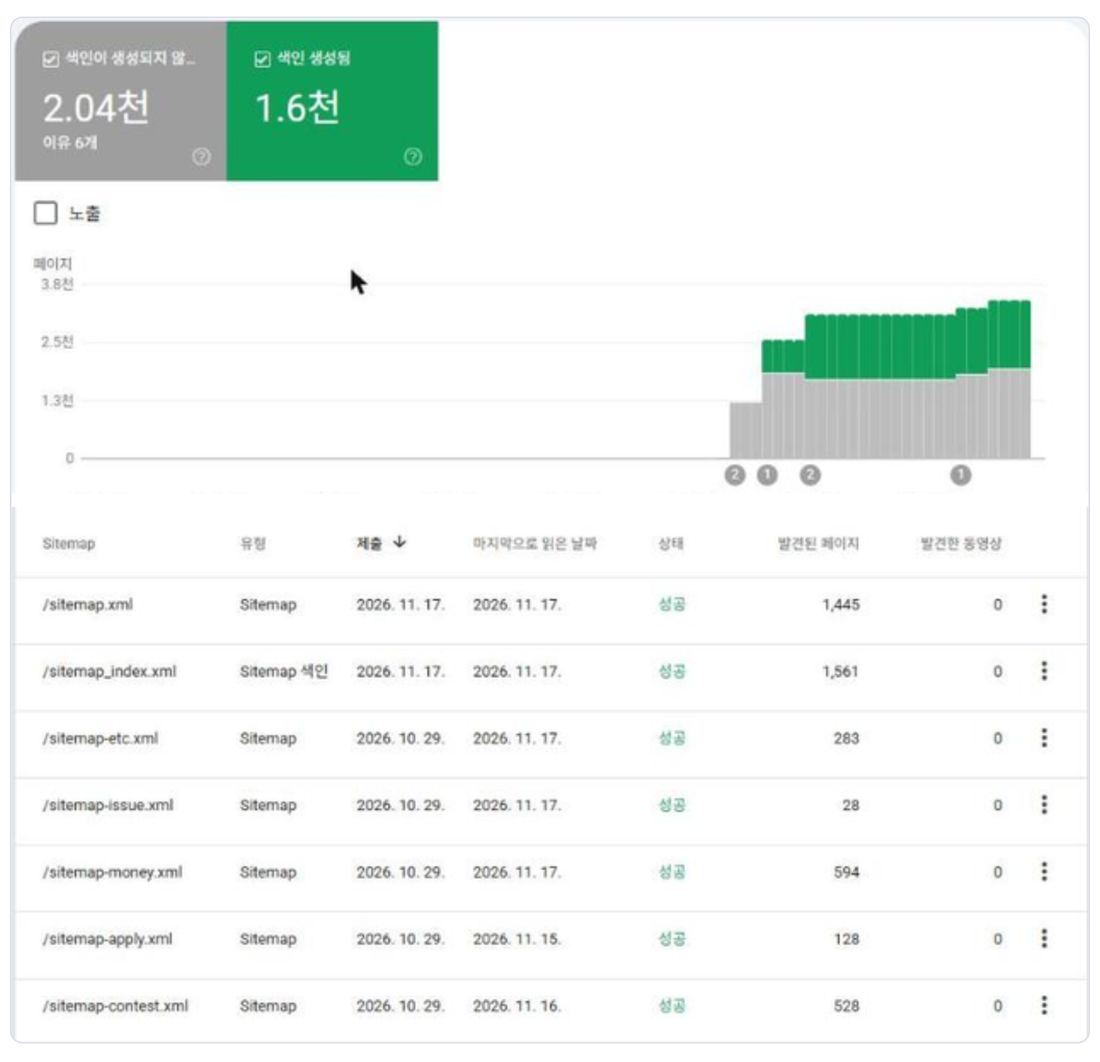 색인이 생성되지 않...
색인 생성됨
2.04천
1.6천
이유 6개
노출
페이지
3.8천
2.5천
1.3천
0
2 1 2 1
Sitemap 유형 제출 마지막으로 읽은 날짜 상태 발견된 페이지 발견한 동영상
/sitemap.xml Sitemap 2026. 11. 17. 2026. 11. 17. 성공 1,445 0
/sitemap_index.xml Sitemap 색인 2026. 11. 17. 2026. 11. 17. 성공 1,561 0
/sitemap-etc.xml Sitemap 2026. 10. 29. 2026. 11. 17. 성공 283 0
/sitemap-issue.xml Sitemap 2026. 10. 29. 2026. 11. 17. 성공 28 0
/sitemap-money.xml Sitemap 2026. 10. 29. 2026. 11. 17. 성공 594 0
/sitemap-apply.xml Sitemap 2026. 10. 29. 2026. 11. 15. 성공 128 0
/sitemap-contest.xml Sitemap 2026. 10. 29. 2026. 11. 16. 성공 528 0